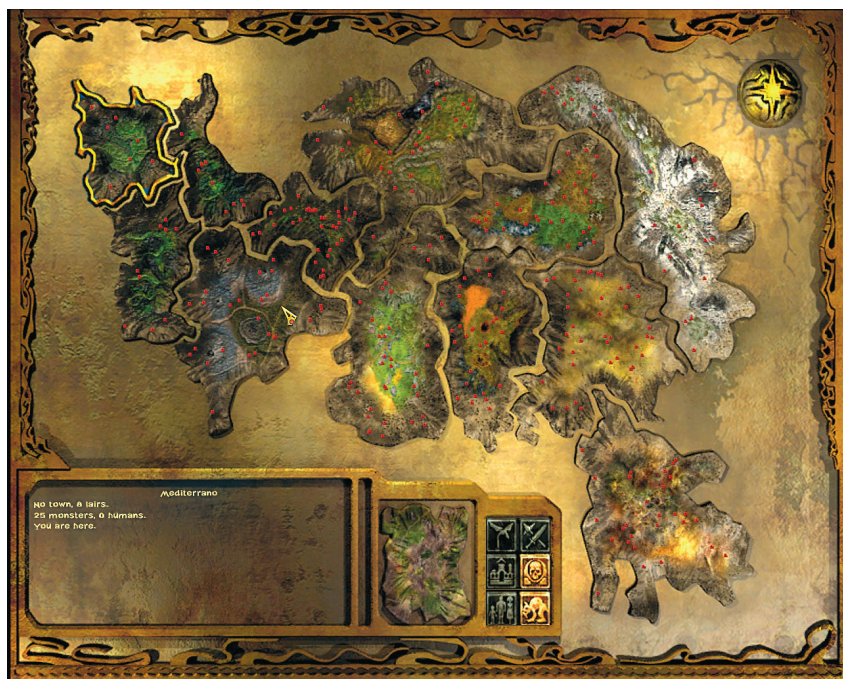 Mediterrano
No town, 8 lairs.
25 monsters, 0 humans.
You are here.